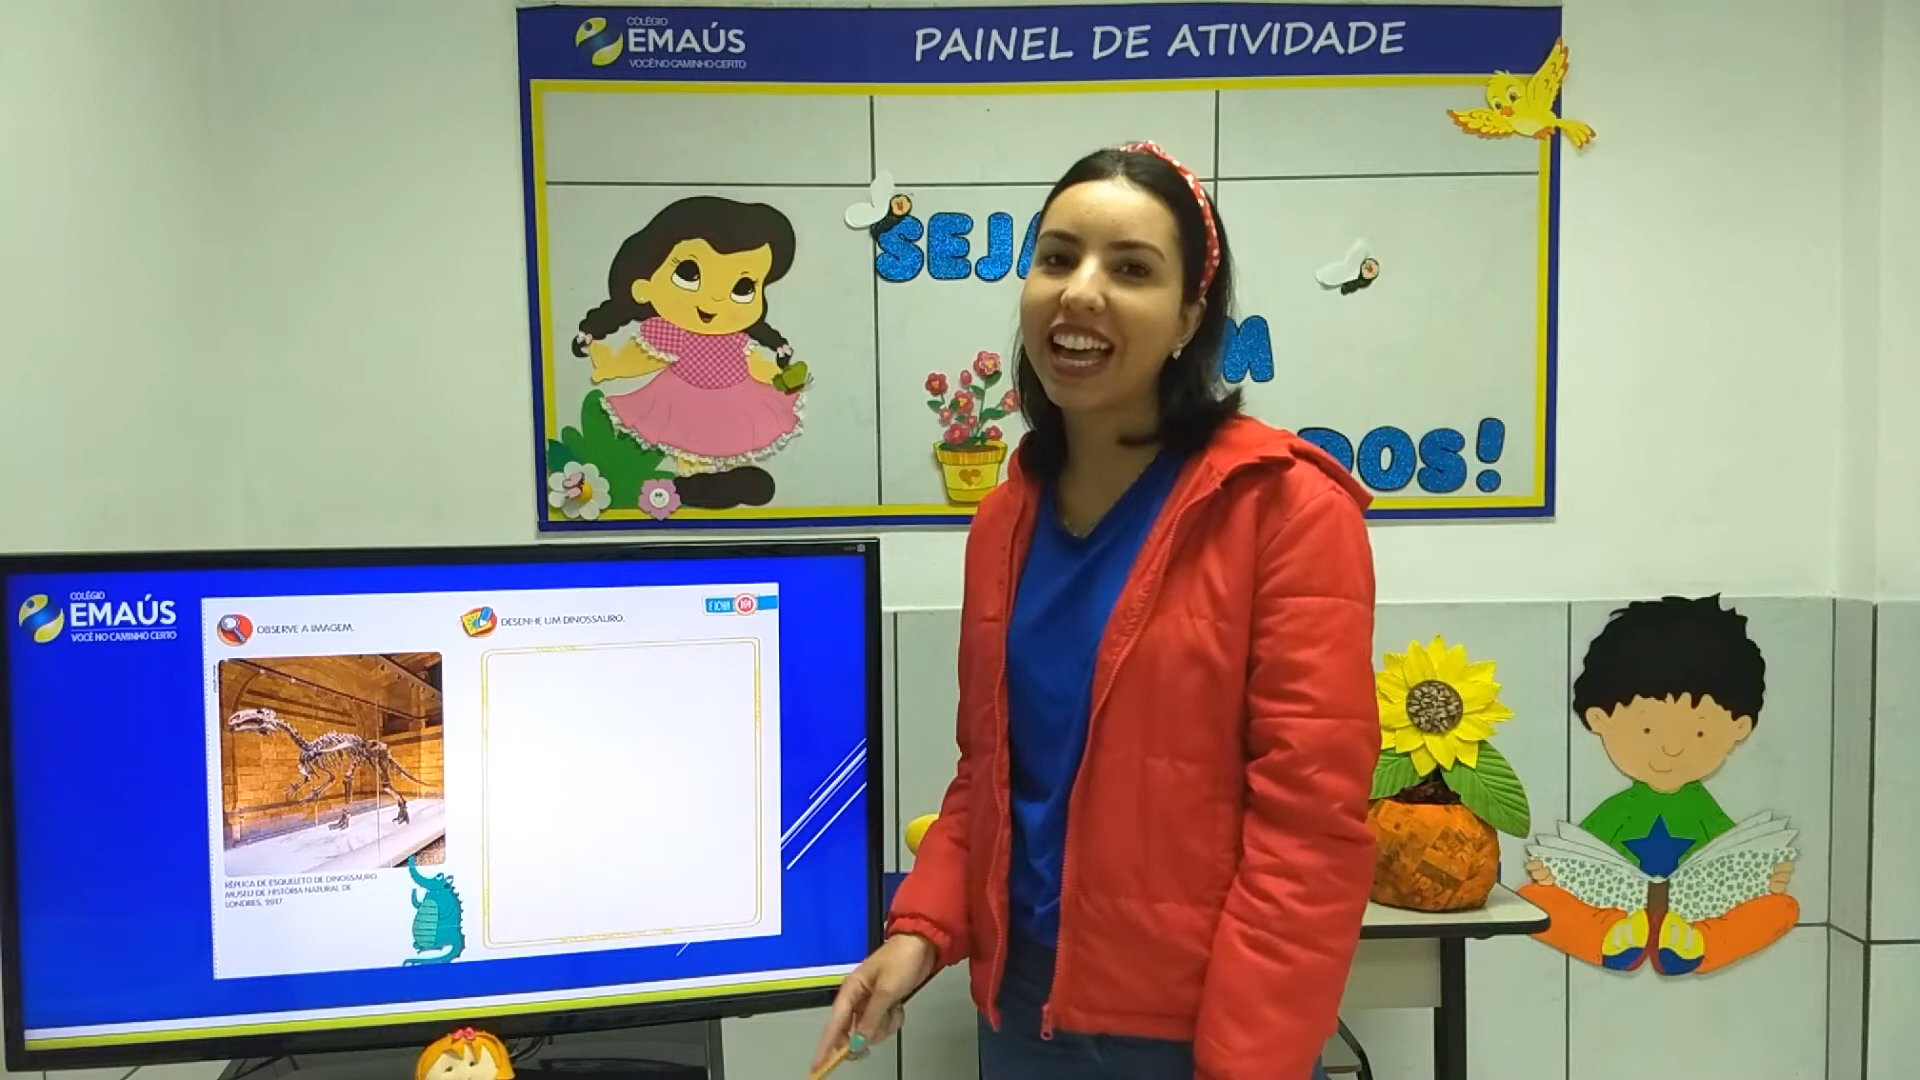 COLÉGIO
EMAÚS
VOCÊ NO CAMINHO CERTO
PAINEL DE ATIVIDADE
SEJA
M
DOS!
COLÉGIO
EMAÚS
VOCÊ NO CAMINHO CERTO
OBSERVE A IMAGEM.
DESENHE UM DINOSSAURO.
FICHA
RÉPLICA DE ESQUELETO DE DINOSSAURO.
MUSEU DE HISTÓRIA NATURAL DE
LONDRES, 2017.